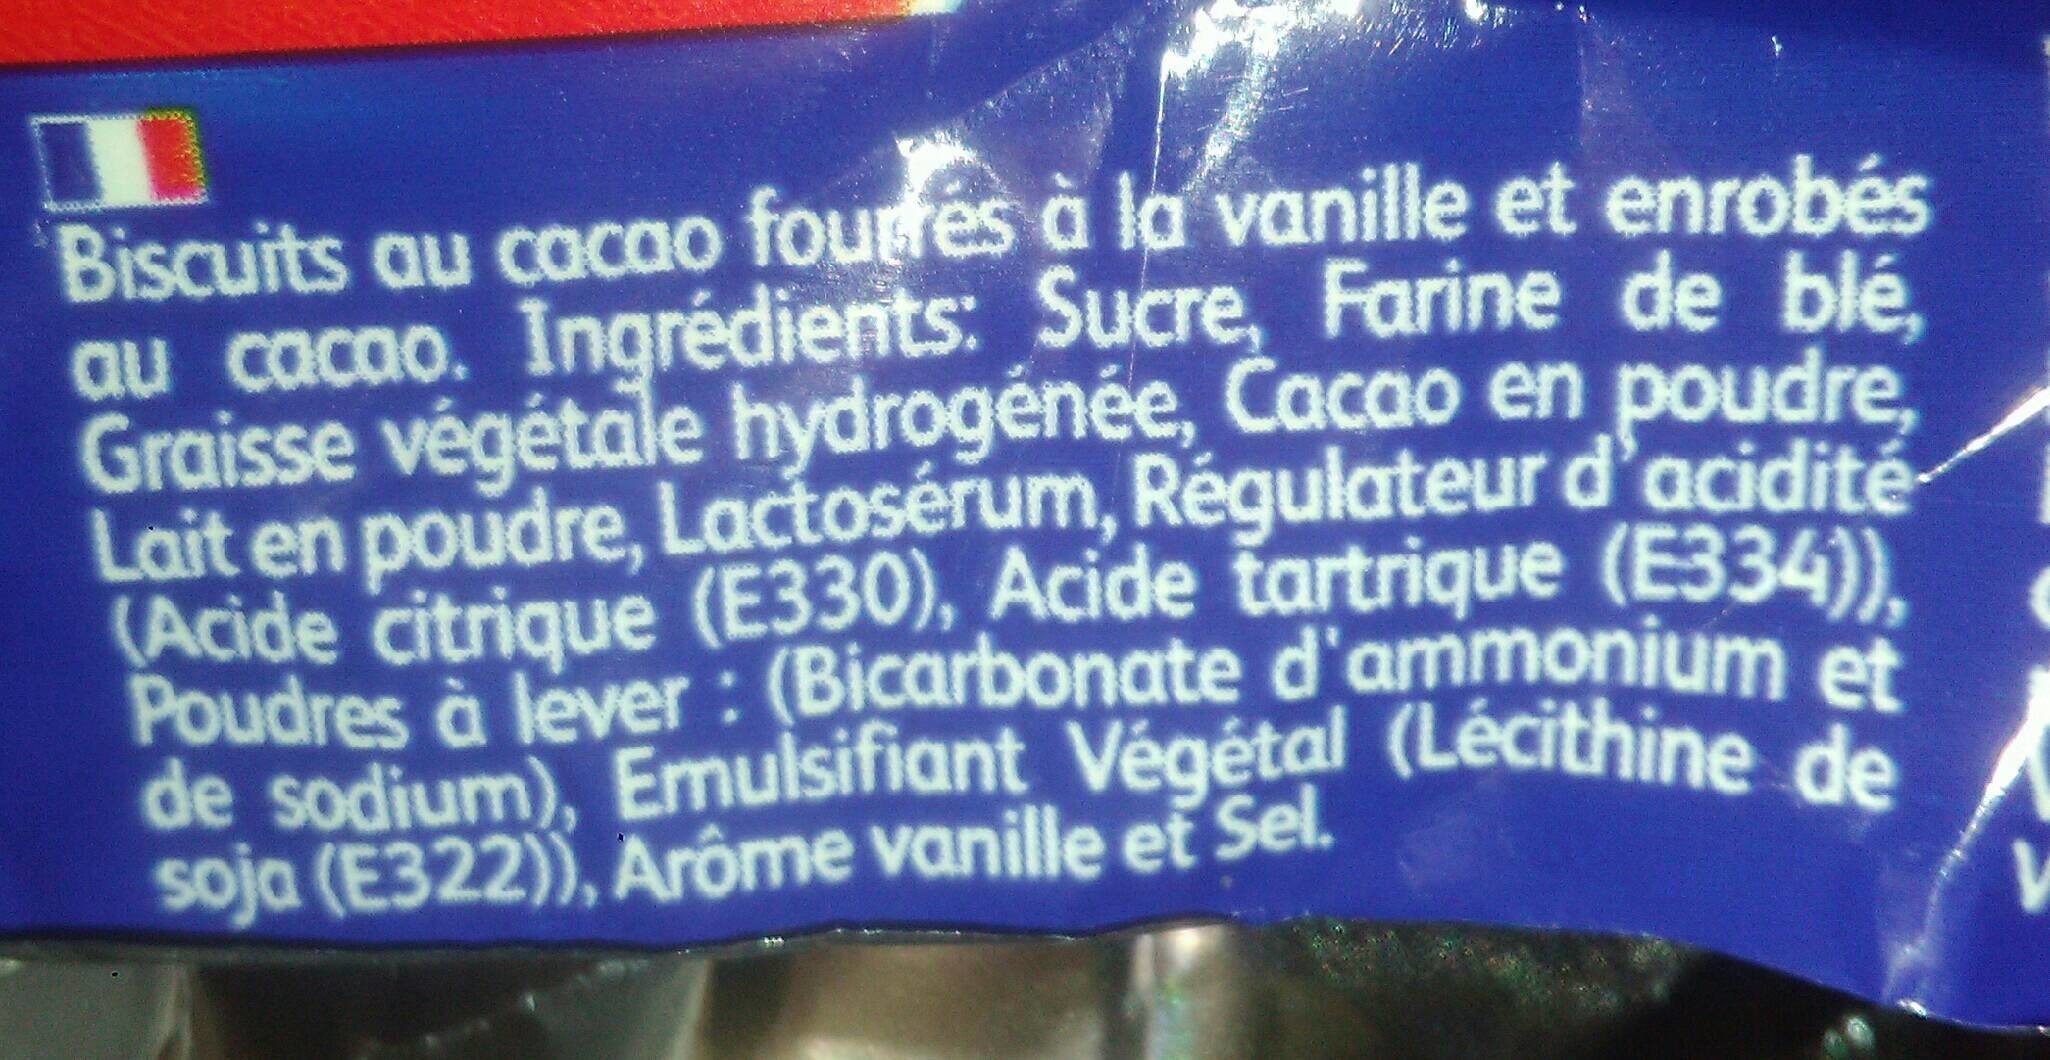 Biscuits au cacao fourrés à la vanille et enrobés
au cacao. Ingrédients: Sucre, Farine de blé,
Graisse végétale hydrogénée, Cacao en poudre,
Lait en poudre, Lactosérum, Régulateur d'acidité
(Acide citrique (E330), Acide tartrique (E334)),
Poudres à lever : (Bicarbonate d'ammonium et
de sodium), Emulsifiant Végétal (Lécithine de
soja (E322)), Arôme vanille et Sel.